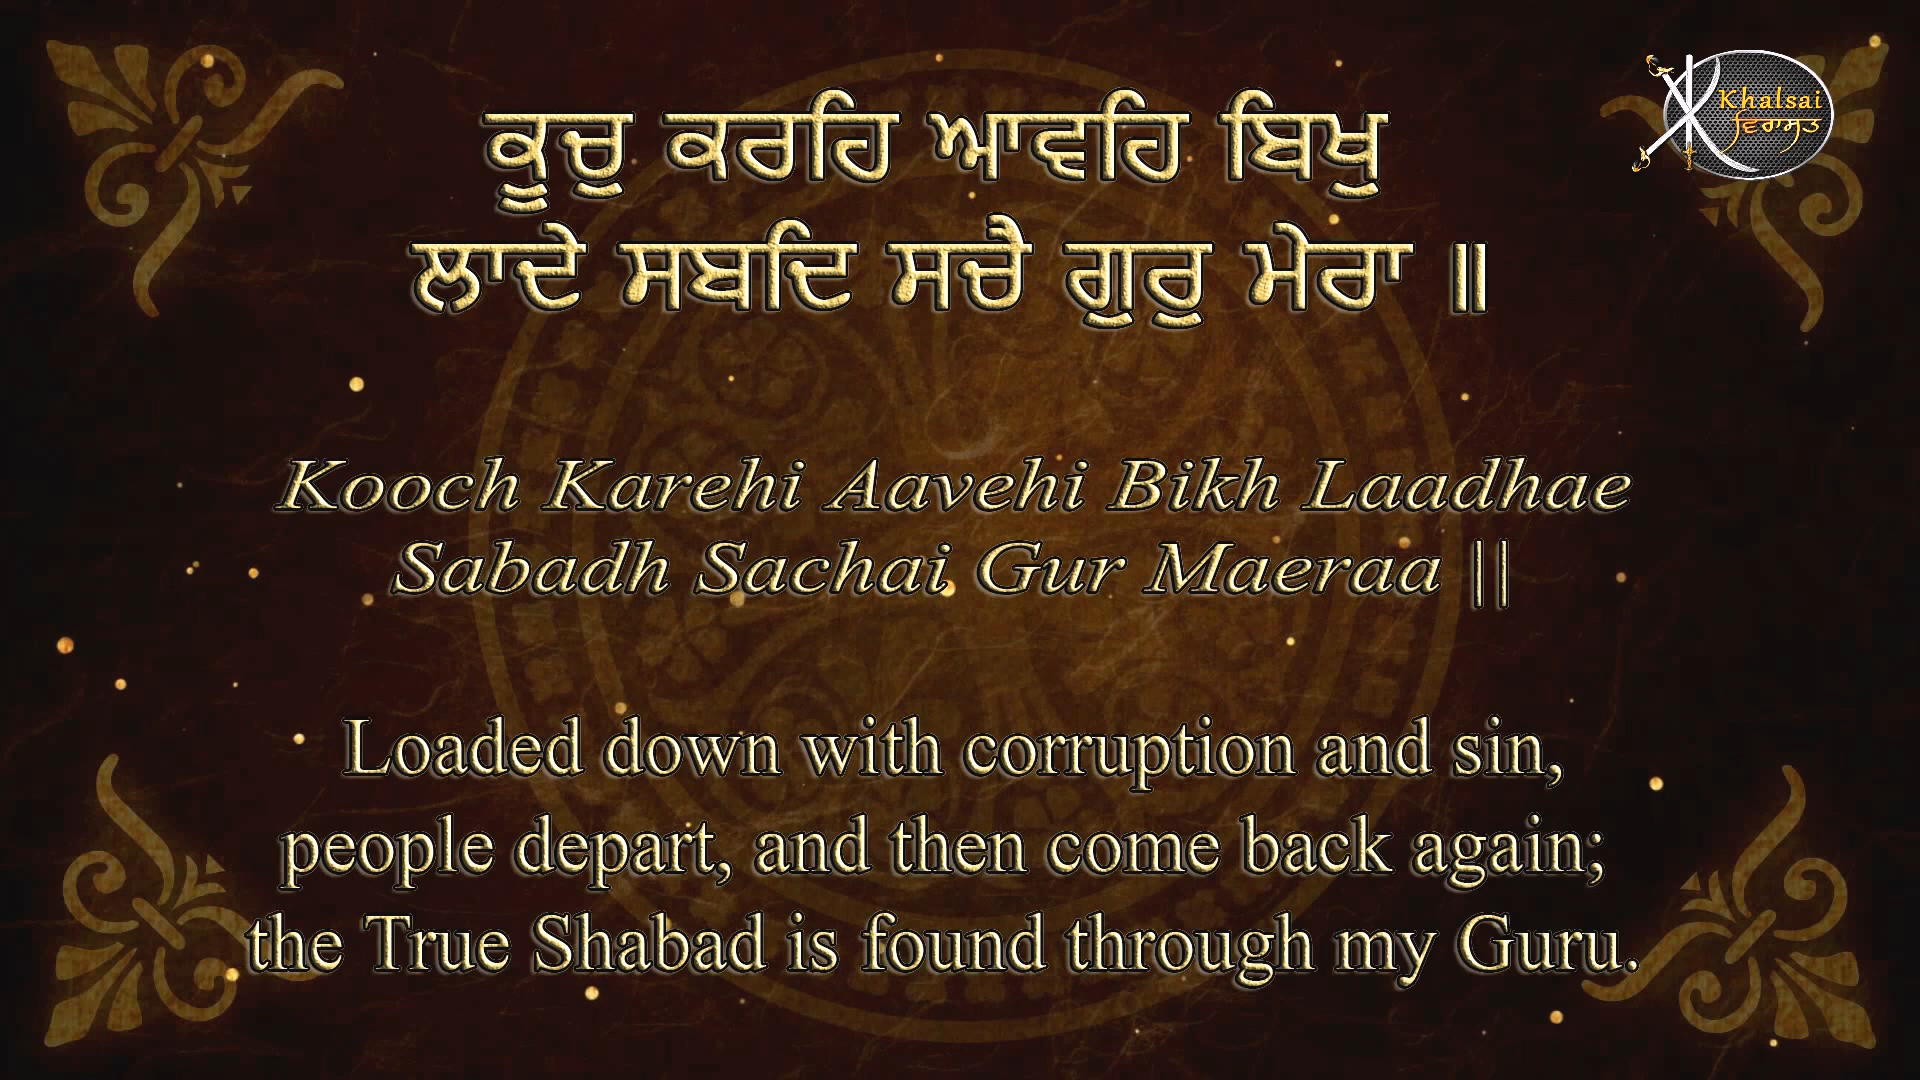 ਕੂਚੁ ਕਰਹਿ ਆਵਹਿ ਬਿਖੁ
ਲਾਦੇ ਸਬਦਿ ਸਚੈ ਗੁਰੁ ਮੇਰਾ ॥
Kooch Karehi Aavehi Bikh Laadhae
Sabadh Sachai Gur Maeraa ||
Loaded down with corruption and sin,
people depart, and then come back again;
the True Shabad is found through my Guru.
Khalsai
ਵਿਰਾਸਤ